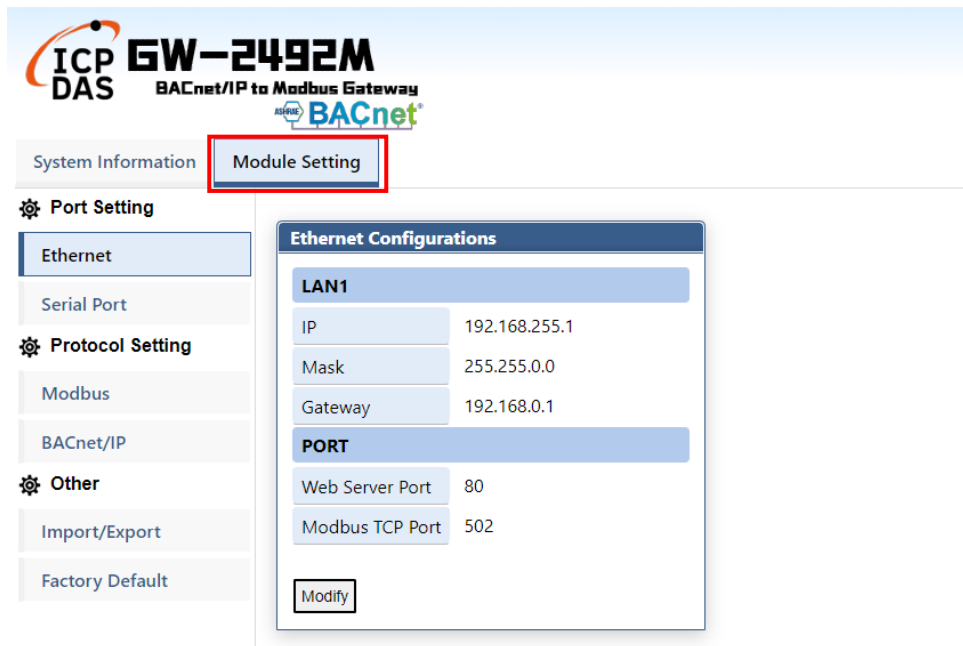 ICP DAS
GW-2492M
BACnet/IP to Modbus Gateway
ASHRAE BACnet®
System Information
Module Setting
Port Setting
Ethernet
Serial Port
Protocol Setting
Modbus
BACnet/IP
Other
Import/Export
Factory Default
Ethernet Configurations
LAN1
IP 192.168.255.1
Mask 255.255.0.0
Gateway 192.168.0.1
PORT
Web Server Port 80
Modbus TCP Port 502
Modify